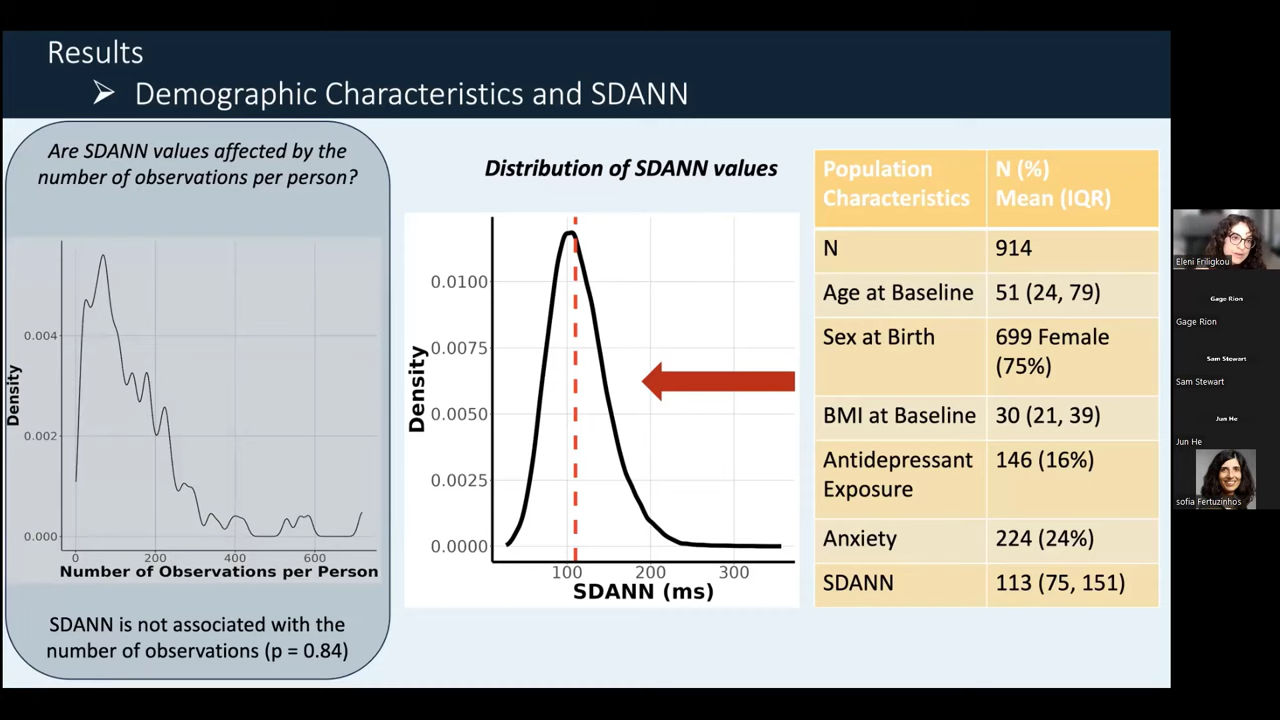 Results
➢ Demographic Characteristics and SDANN
Are SDANN values affected by the
number of observations per person?
Density
0.004
0.002
0.000
0
200
400
600
Number of Observations per Person
SDANN is not associated with the
number of observations (p = 0.84)
Distribution of SDANN values
Density
0.0100
0.0075
0.0050
0.0025
0.0000
100
200
300
SDANN (ms)
Population
Characteristics
N (%)
Mean (IQR)
N
914
Age at Baseline
51 (24, 79)
Sex at Birth
699 Female
(75%)
BMI at Baseline
30 (21, 39)
Antidepressant
Exposure
146 (16%)
Anxiety
224 (24%)
SDANN
113 (75, 151)
Eleni Friligkou
Gage Rion
Gage Rion
Sam Stewart
Sam Stewart
Jun He
Jun He
sofia Fertuzinhos